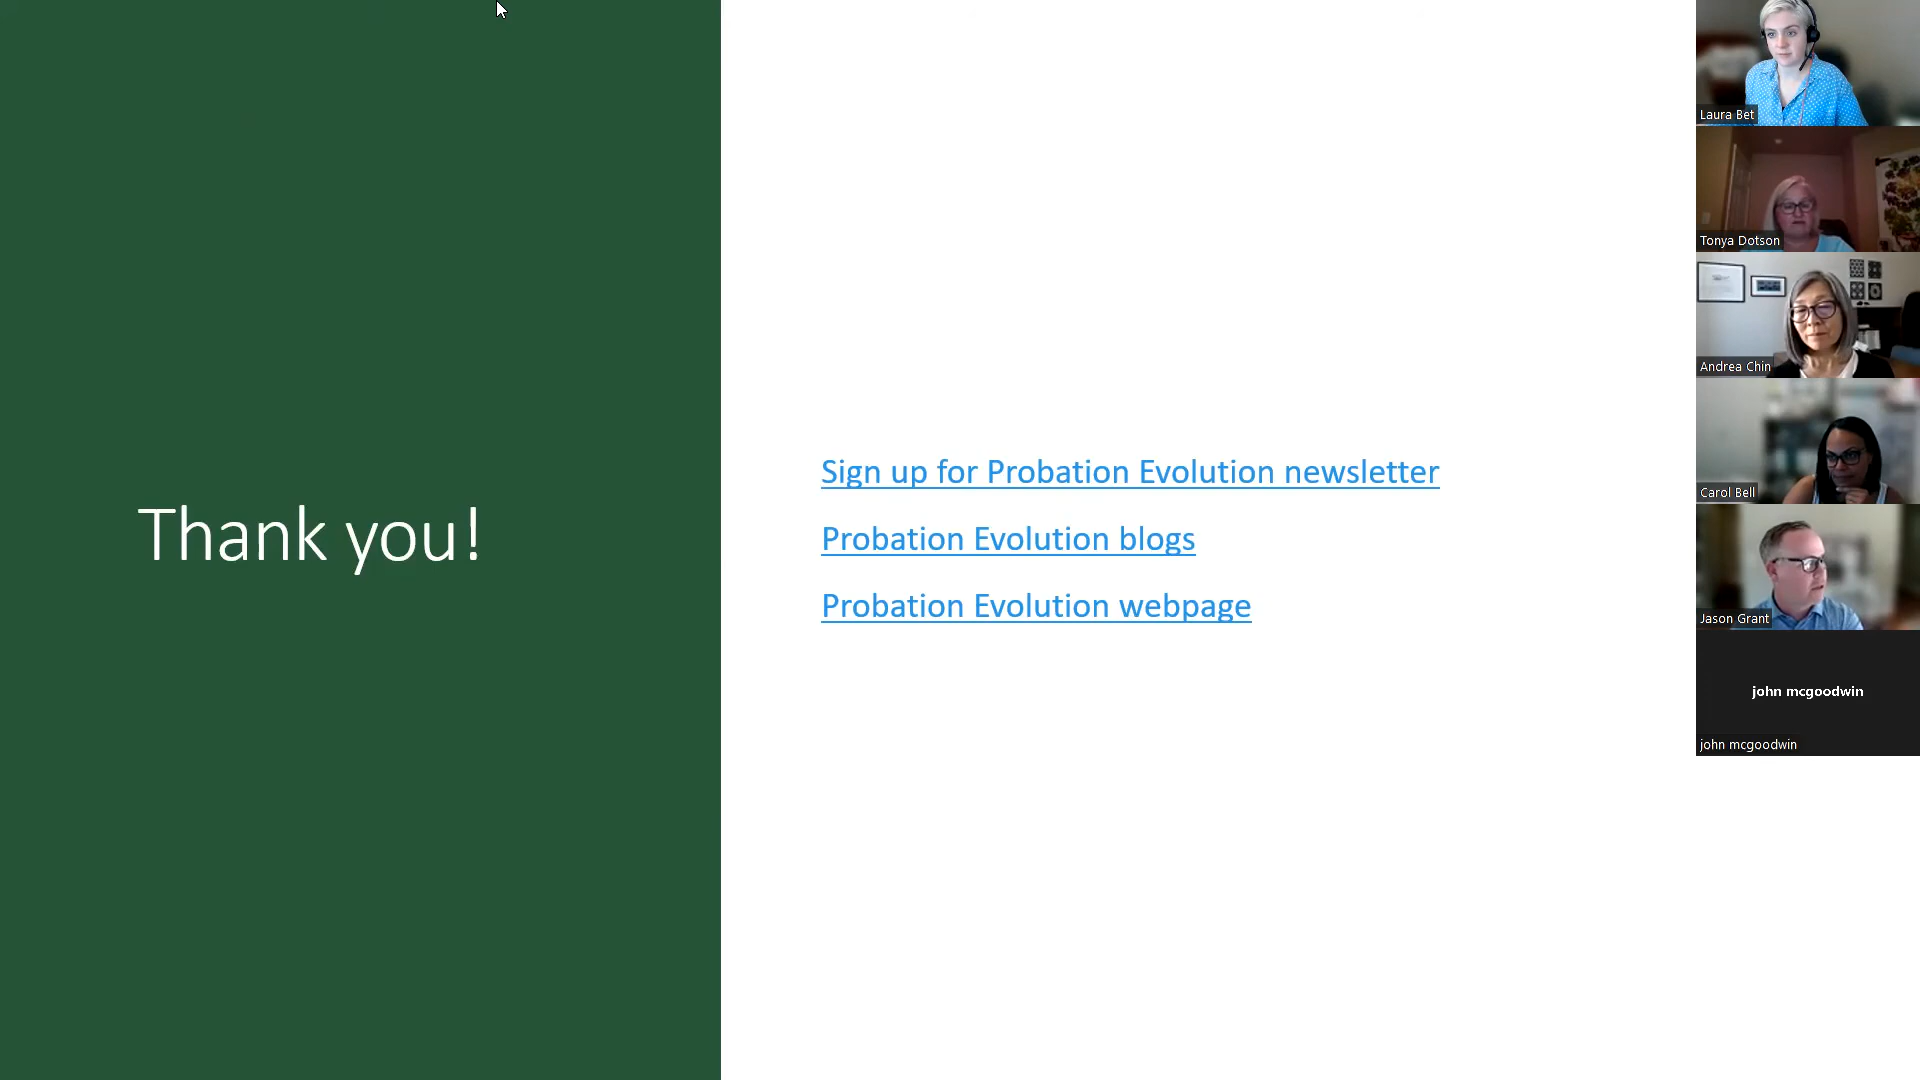 Thank you!
Sign up for Probation Evolution newsletter
Probation Evolution blogs
Probation Evolution webpage
Laura Bet
Tonya Dotson
Andrea Chin
Carol Bell
Jason Grant
john mcgoodwin
john mcgoodwin